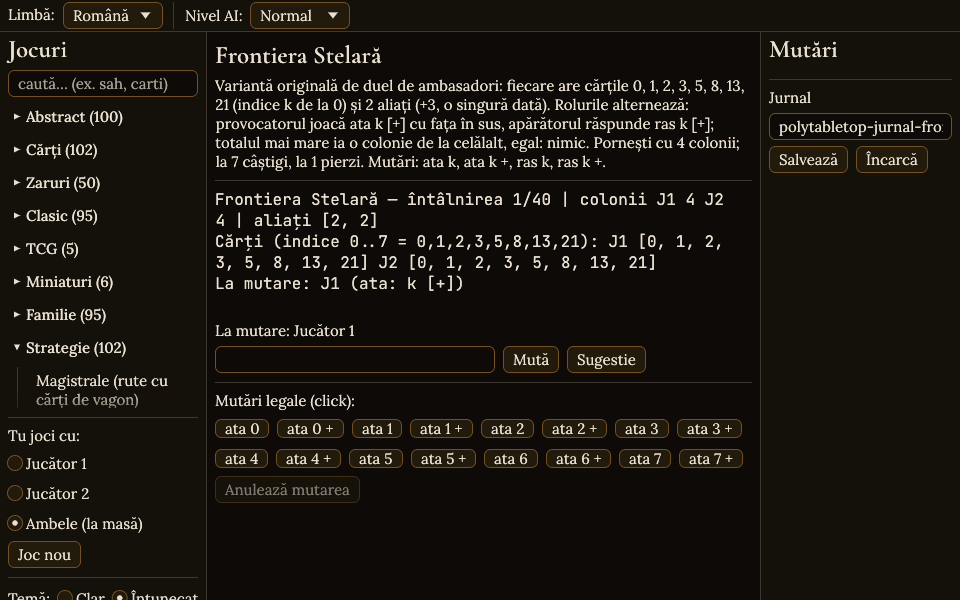 Limbă: Română ▼ Nivel AI: Normal ▼
Jocuri
caută... (ex. sah, carti)
▸ Abstract (100)
▸ Cărți (102)
▸ Zaruri (50)
▸ Clasic (95)
▸ TCG (5)
▸ Miniaturi (6)
▸ Familie (95)
▾ Strategie (102)
Magistrale (rute cu
cărți de vagon)
Tu joci cu:
Jucător 1
Jucător 2
Ambele (la masă)
Joc nou
Temă: Clar Întunecat
Frontiera Stelară
Variantă originală de duel de ambasadori: fiecare are cărțile 0, 1, 2, 3, 5, 8, 13,
21 (indice k de la 0) și 2 aliați (+3, o singură dată). Rolurile alternează:
provocatorul joacă ata k [+] cu fața în sus, apărătorul răspunde ras k [+];
totalul mai mare ia o colonie de la celălalt, egal: nimic. Pornești cu 4 colonii;
la 7 câștigi, la 1 pierzi. Mutări: ata k, ata k +, ras k, ras k +.
Frontiera Stelară — întâlnirea 1/40 | colonii J1 4 J2
4 | aliați [2, 2]
Cărți (indice 0..7 = 0,1,2,3,5,8,13,21): J1 [0, 1, 2,
3, 5, 8, 13, 21] J2 [0, 1, 2, 3, 5, 8, 13, 21]
La mutare: J1 (ata: k [+])
La mutare: Jucător 1
Mută Sugestie
Mutări legale (click):
ata 0 ata 0 + ata 1 ata 1 + ata 2 ata 2 + ata 3 ata 3 +
ata 4 ata 4 + ata 5 ata 5 + ata 6 ata 6 + ata 7 ata 7 +
Anulează mutarea
Mutări
Jurnal
polytabletop-jurnal-fro
Salvează Încarcă